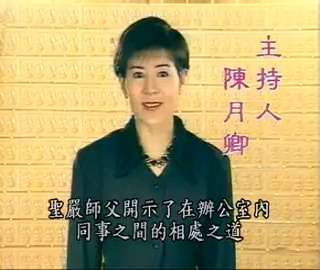 主持人
陳月卿
聖嚴師父開示了在辦公室內
同事之間的相處之道